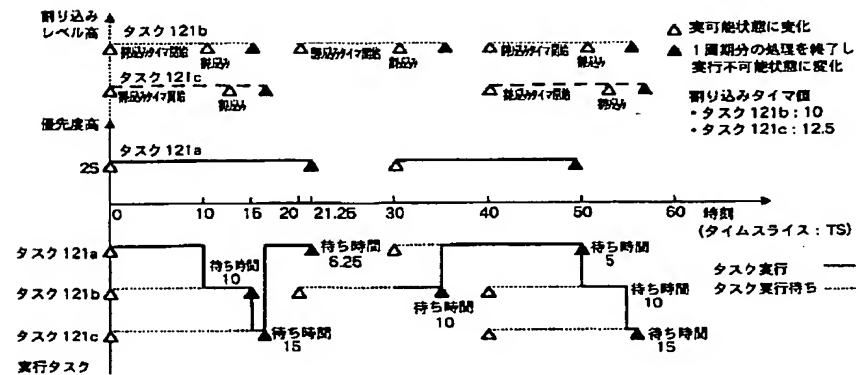 割り込み
レベル高
タスク121b
割込みタイマ開始 割込み 割込みタイマ開始 割込み 割込みタイマ開始 割込み
タスク121c
割込みタイマ開始 割込み 割込みタイマ開始 割込み
△ 実可能状態に変化
▲ 1周期分の処理を終了し
実行不可能状態に変化
割り込みタイマ値
・タスク121b:10
・タスク121c:12.5
優先度高
タスク121a
25
0 10 15 20 21.25 30 40 50 60 時刻
(タイムスライス:TS)
タスク121a
待ち時間
6.25
待ち時間
5
待ち時間
10
タスク121b
待ち時間
10
待ち時間
10
タスク121c
待ち時間
15
待ち時間
15
タスク実行
タスク実行待ち
実行タスク